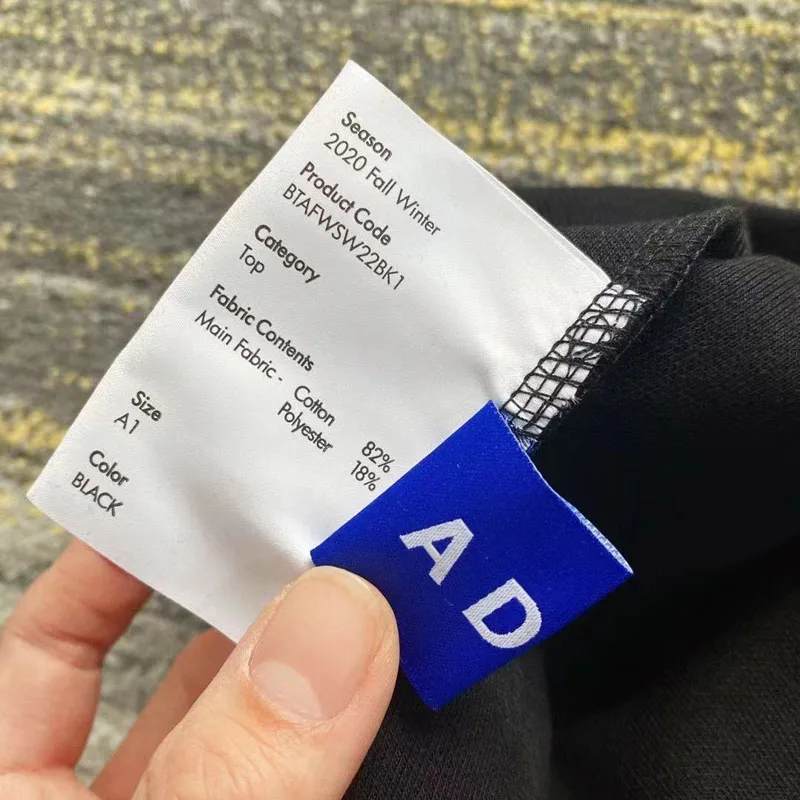 Season
2020 Fall Winter
Product Code
BTAFWSW22BK1
Category
Top
Fabric Contents
Main Fabric - Cotton 82%
Polyester 18%
Size
A1
Color
BLACK
A D